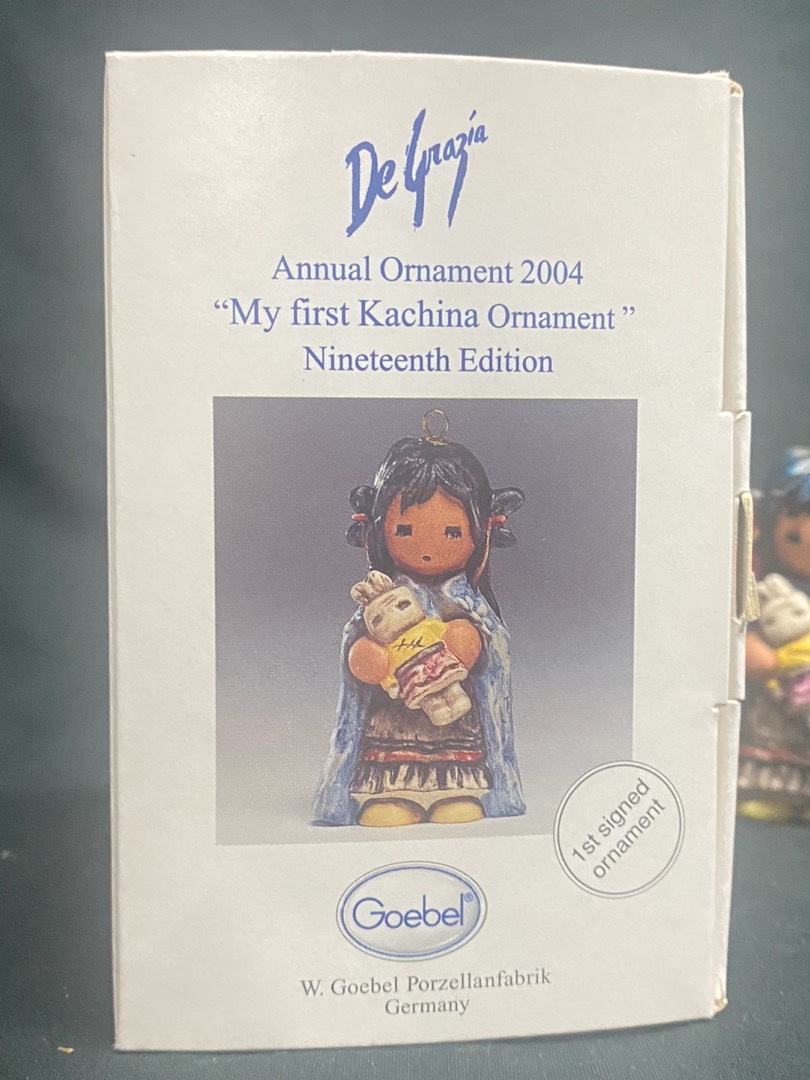 De Grazia
Annual Ornament 2004
“My first Kachina Ornament ”
Nineteenth Edition
1st signed
ornament
Goebel®
W. Goebel Porzellanfabrik
Germany